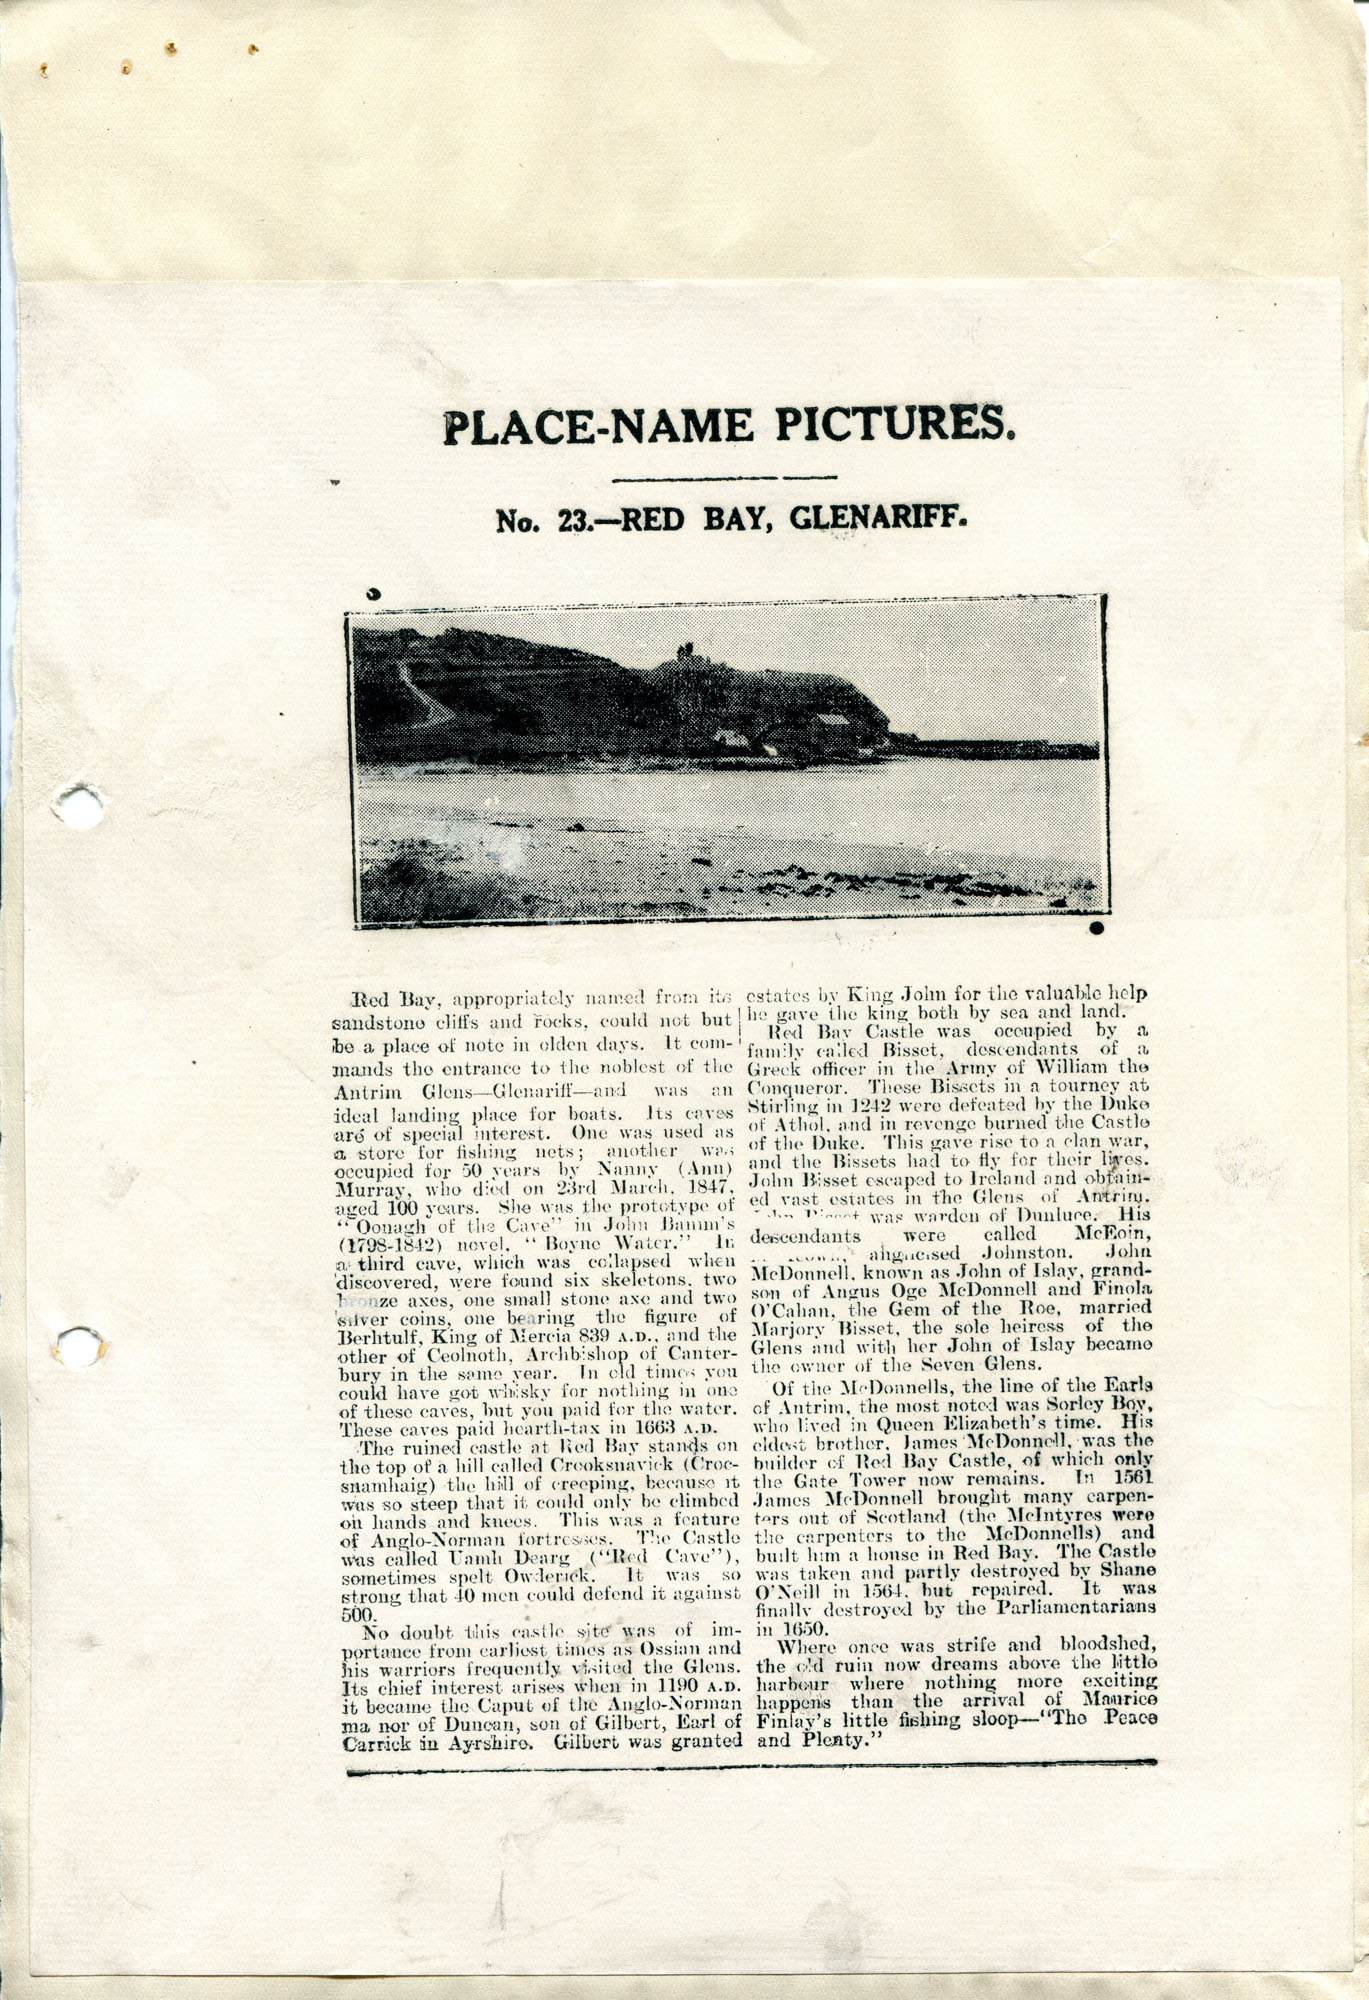 PLACE-NAME PICTURES.
No. 23.—RED BAY, GLENARIFF.
Red Bay, appropriately named from its
sandstone cliffs and rocks, could not but
be a place of note in olden days. It com-
mands the entrance to the noblest of the
Antrim Glens—Glenariff—and was an
ideal landing place for boats. Its caves
are of special interest. One was used as
a store for fishing nets; another was
occupied for 50 years by Nanny (Ann)
Murray, who died on 23rd March, 1847,
aged 100 years. She was the prototype of
"Oonagh of the Cave" in John Banim's
(1798-1842) novel, "Boyne Water." In
a third cave, which was collapsed when
discovered, were found six skeletons, two
bronze axes, one small stone axe and two
silver coins, one bearing the figure of
Berhtulf, King of Mercia 839 A.D., and the
other of Ceolnoth, Archbishop of Canter-
bury in the same year. In old times you
could have got whisky for nothing in one
of these caves, but you paid for the water.
These caves paid hearth-tax in 1663 A.D.
The ruined castle at Red Bay stands on
the top of a hill called Crooksnavick (Croc-
snamhaig) the hill of creeping, because it
was so steep that it could only be climbed
on hands and knees. This was a feature
of Anglo-Norman fortresses. The Castle
was called Uamh Dearg ("Red Cave"),
sometimes spelt Owderick. It was so
strong that 40 men could defend it against
500.
No doubt this castle site was of im-
portance from earliest times as Ossian and
his warriors frequently visited the Glens.
Its chief interest arises when in 1190 A.D.
it became the Caput of the Anglo-Norman
ma nor of Duncan, son of Gilbert, Earl of
Carrick in Ayrshire. Gilbert was granted
estates by King John for the valuable help
he gave the king both by sea and land.
Red Bay Castle was occupied by a
family called Bisset, descendants of a
Greek officer in the Army of William the
Conqueror. These Bissets in a tourney at
Stirling in 1242 were defeated by the Duke
of Athol, and in revenge burned the Castle
of the Duke. This gave rise to a clan war,
and the Bissets had to fly for their lives.
John Bisset escaped to Ireland and obtain-
ed vast estates in the Glens of Antrim.
John Bisset was warden of Dunluce. His
descendants were called McEoin,
anglicised Johnston. John
McDonnell, known as John of Islay, grand-
son of Angus Oge McDonnell and Finola
O'Cahan, the Gem of the Roe, married
Marjory Bisset, the sole heiress of the
Glens and with her John of Islay became
the owner of the Seven Glens.
Of the McDonnells, the line of the Earls
of Antrim, the most noted was Sorley Boy,
who lived in Queen Elizabeth's time. His
eldest brother, James McDonnell, was the
builder of Red Bay Castle, of which only
the Gate Tower now remains. In 1561
James McDonnell brought many carpen-
ters out of Scotland (the McIntyres were
the carpenters to the McDonnells) and
built him a house in Red Bay. The Castle
was taken and partly destroyed by Shane
O'Neill in 1564, but repaired. It was
finally destroyed by the Parliamentarians
in 1650.
Where once was strife and bloodshed,
the old ruin now dreams above the little
harbour where nothing more exciting
happens than the arrival of Maurice
Finlay's little fishing sloop—"The Peace
and Plenty."